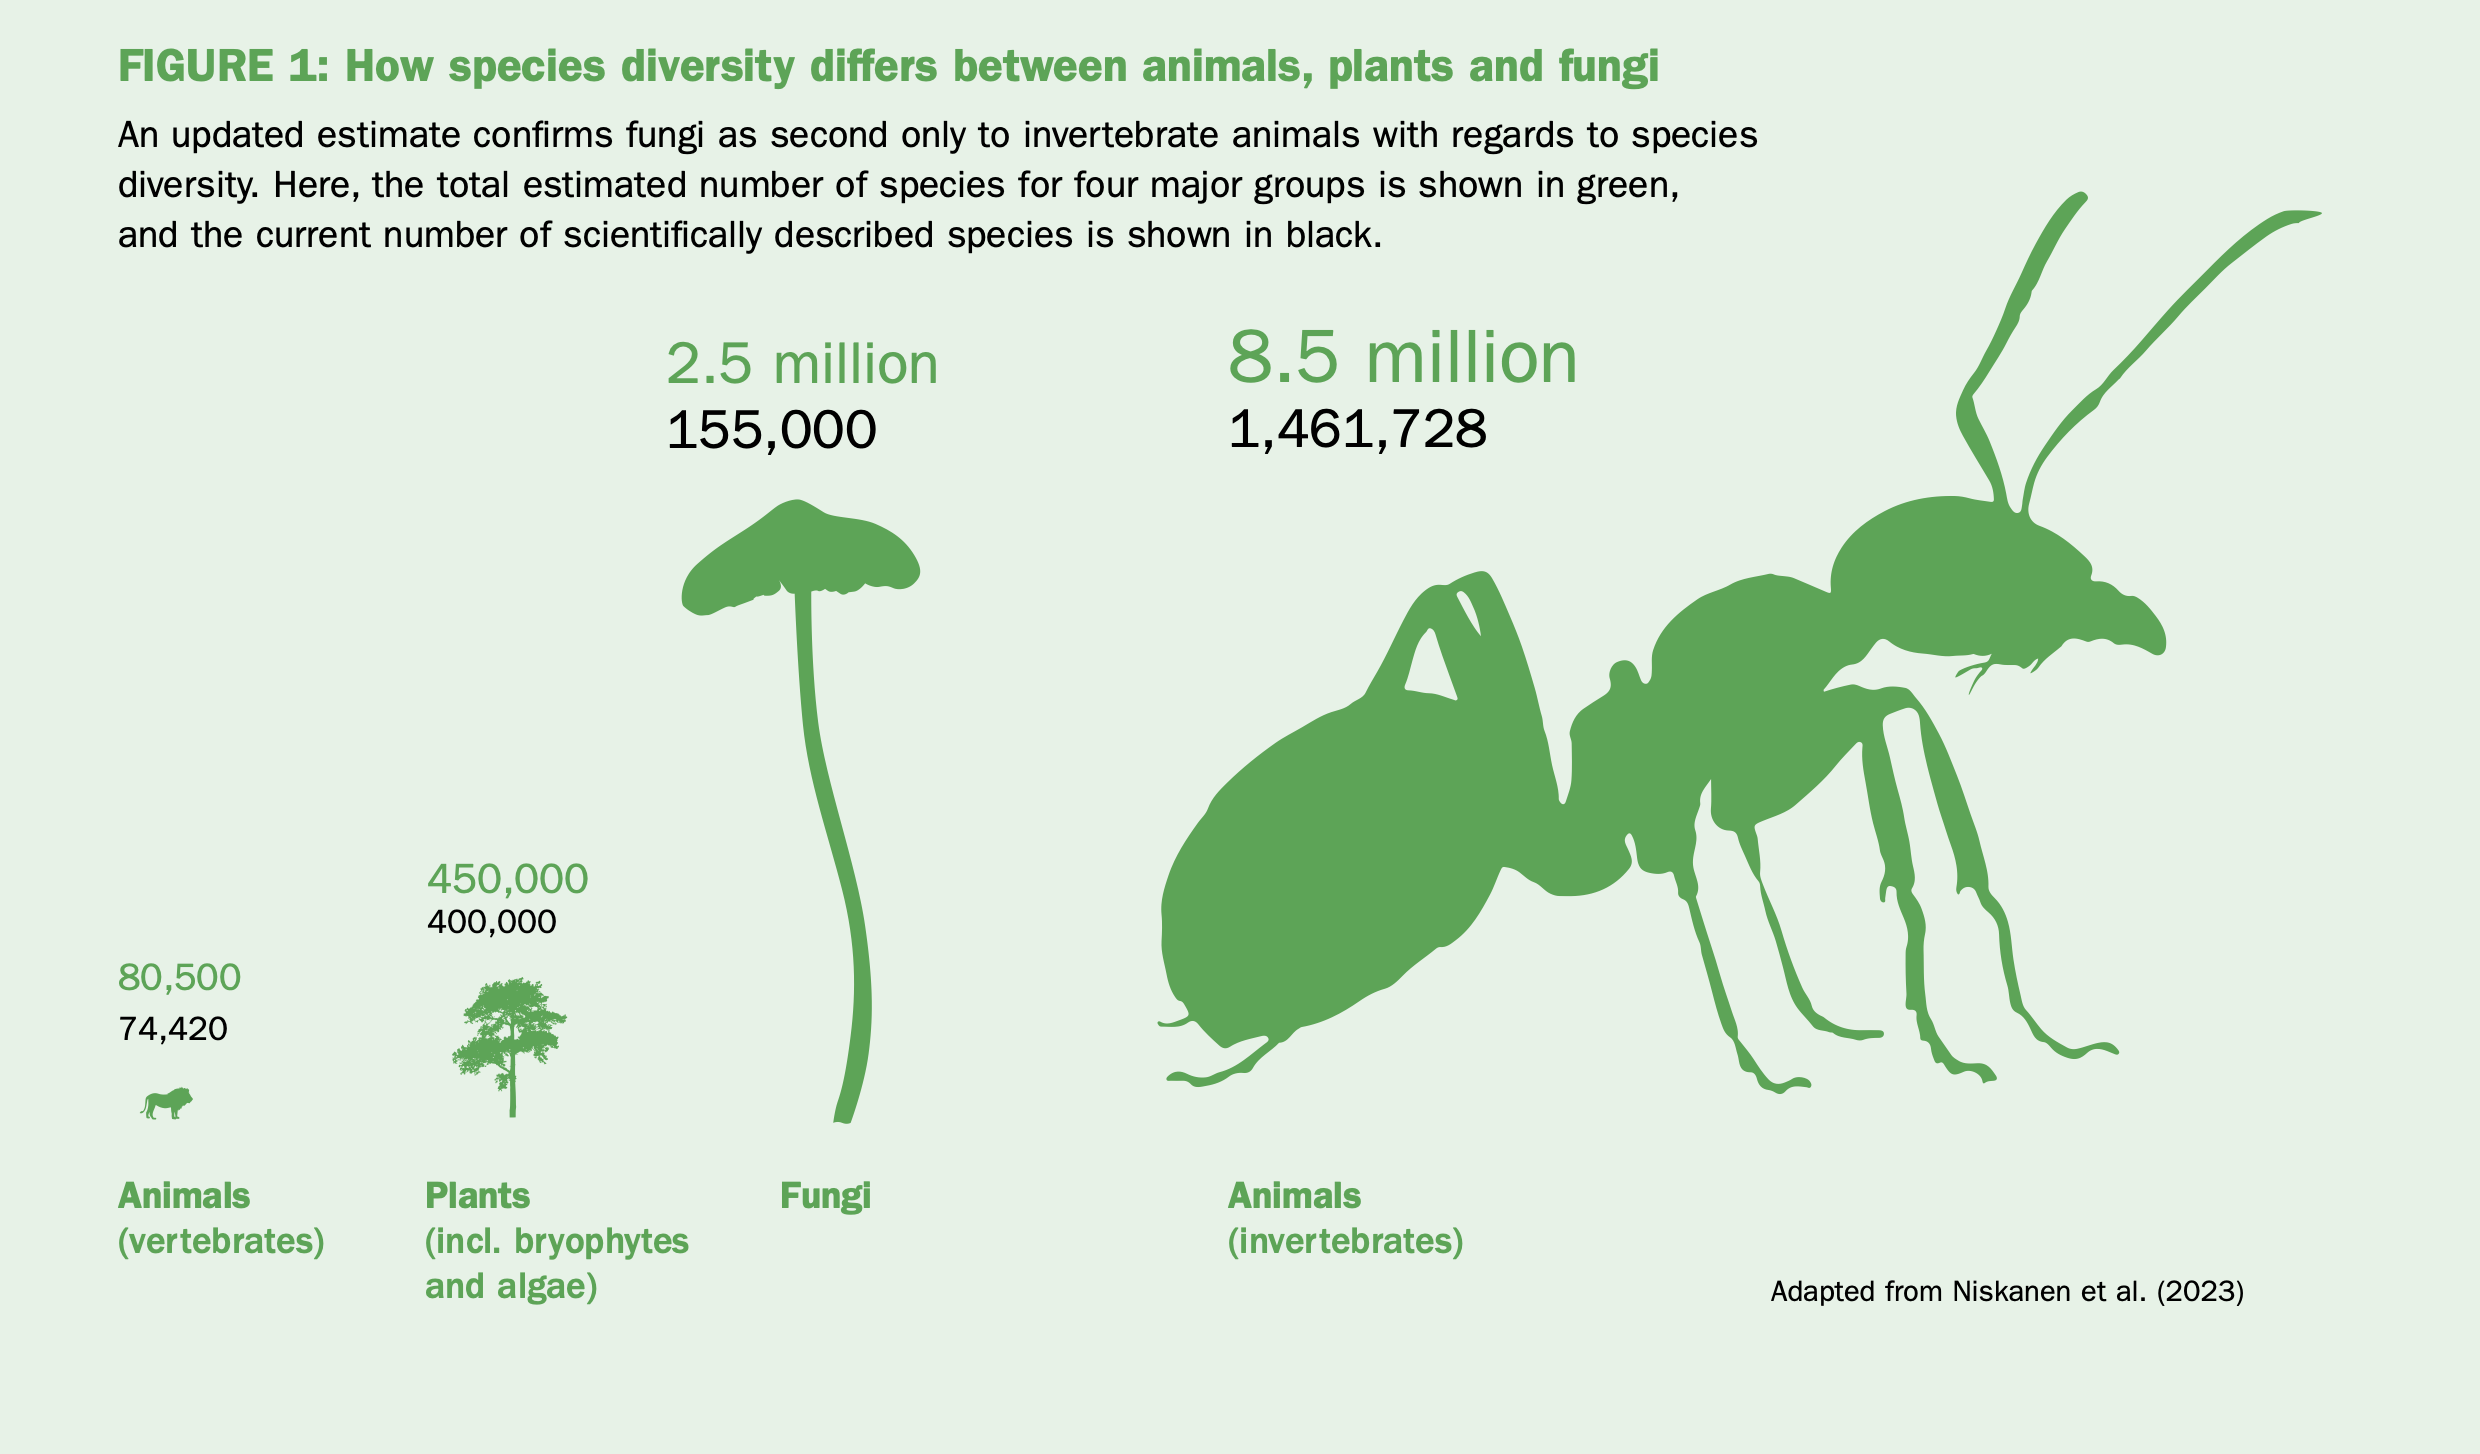 FIGURE 1: How species diversity differs between animals, plants and fungi
An updated estimate confirms fungi as second only to invertebrate animals with regards to species
diversity. Here, the total estimated number of species for four major groups is shown in green,
and the current number of scientifically described species is shown in black.
80,500
74,420
Animals
(vertebrates)
450,000
400,000
Plants
(incl. bryophytes
and algae)
2.5 million
155,000
Fungi
8.5 million
1,461,728
Animals
(invertebrates)
Adapted from Niskanen et al. (2023)